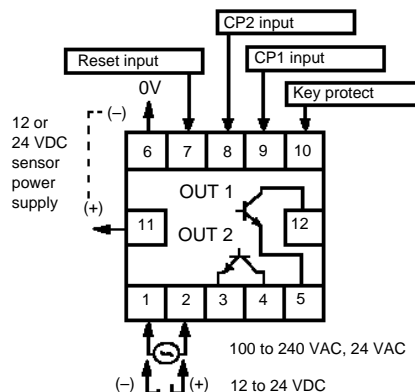 CP2 input
Reset input
CP1 input
0V
Key protect
(–)
12 or
24 VDC
sensor
power
supply
(+)
6 7 8 9 10
OUT 1
11
12
OUT 2
1 2 3 4 5
100 to 240 VAC, 24 VAC
(–) (+) 12 to 24 VDC